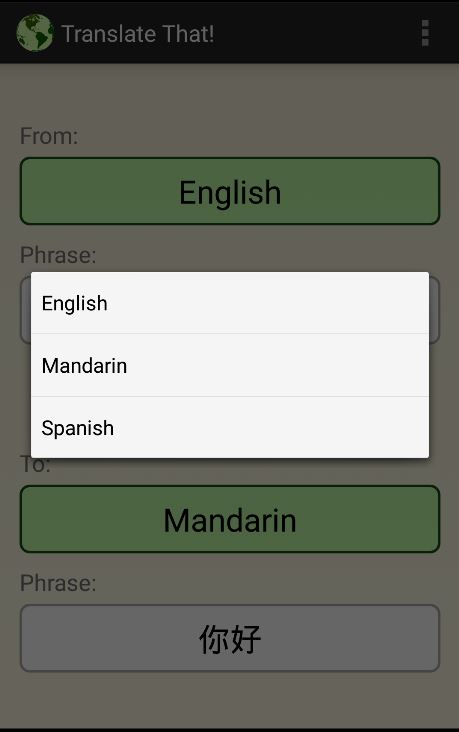 Translate That!
From:
English
Phrase:
English
Mandarin
Spanish
To:
Mandarin
Phrase:
你好